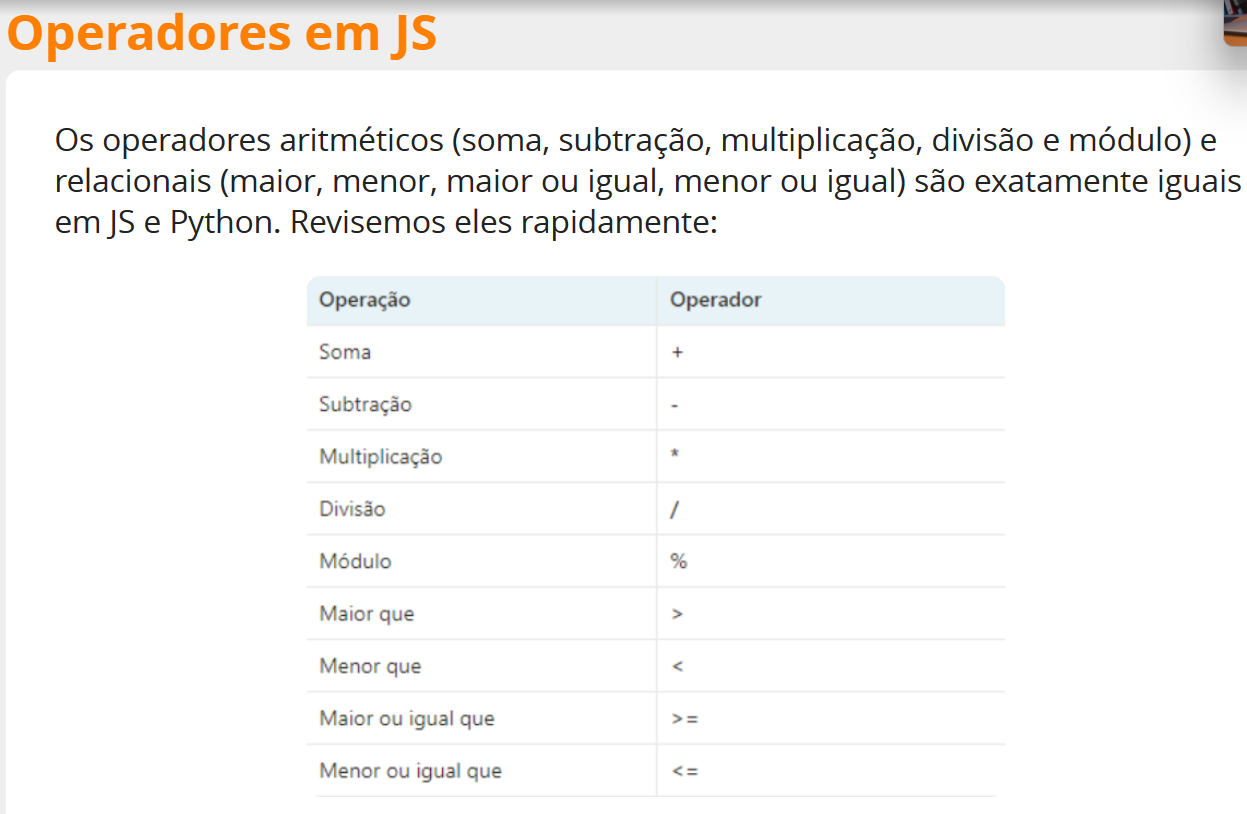 Operadores em JS
Os operadores aritméticos (soma, subtração, multiplicação, divisão e módulo) e
relacionais (maior, menor, maior ou igual, menor ou igual) são exatamente iguais
em JS e Python. Revisemos eles rapidamente:
Operação Operador
Soma +
Subtração -
Multiplicação *
Divisão /
Módulo %
Maior que >
Menor que <
Maior ou igual que >=
Menor ou igual que <=